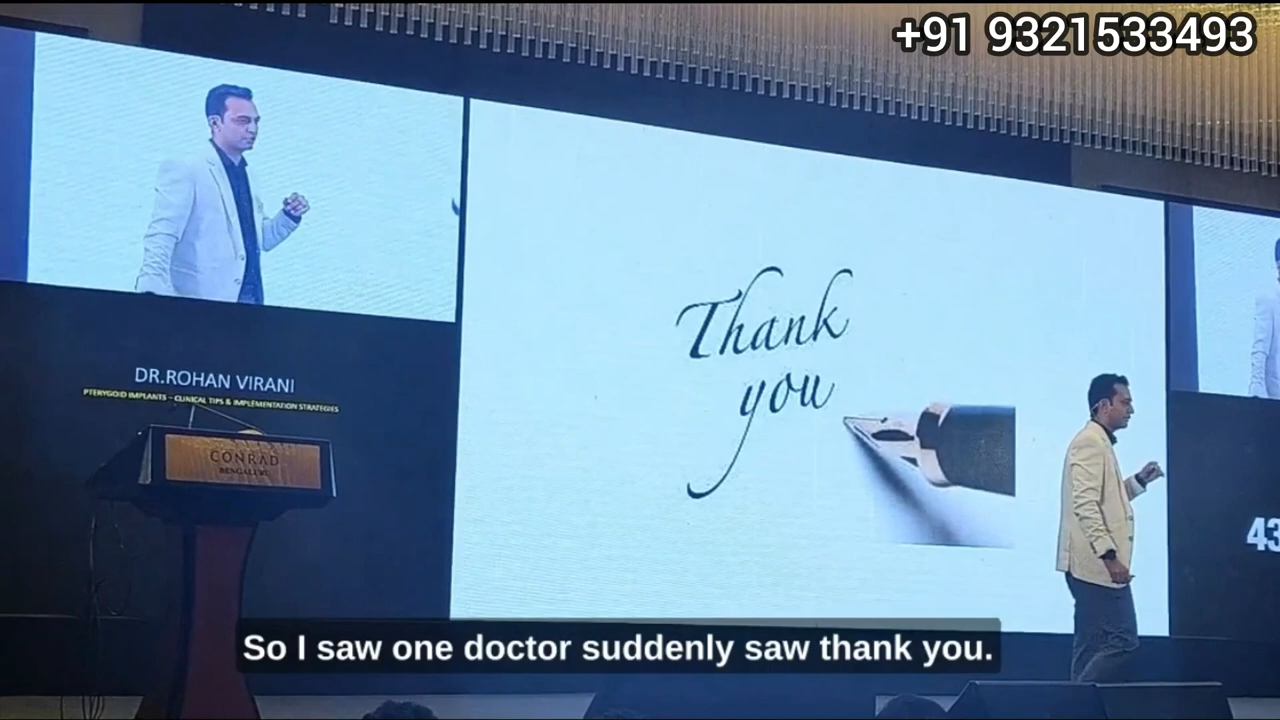 +91 9321533493
Thank
you
DR.ROHAN VIRANI
PTERYGOID IMPLANTS – CLINICAL TIPS & IMPLEMENTATION STRATEGIES
CONRAD
BENGALURU
43
So I saw one doctor suddenly saw thank you.